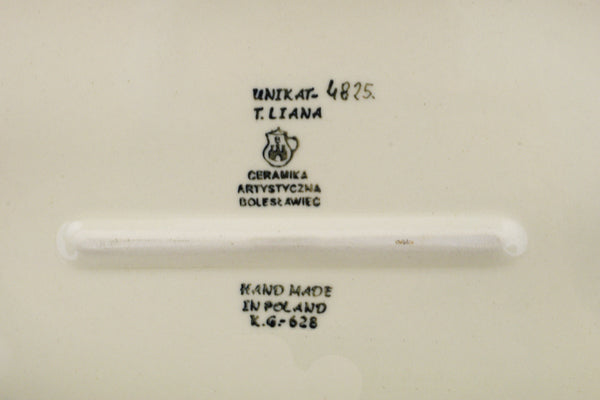 UNIKAT- 4825.
T. LIANA
CERAMIKA
ARTYSTYCZNA
BOLESŁAWIEC
HAND MADE
IN POLAND
K.G.-628